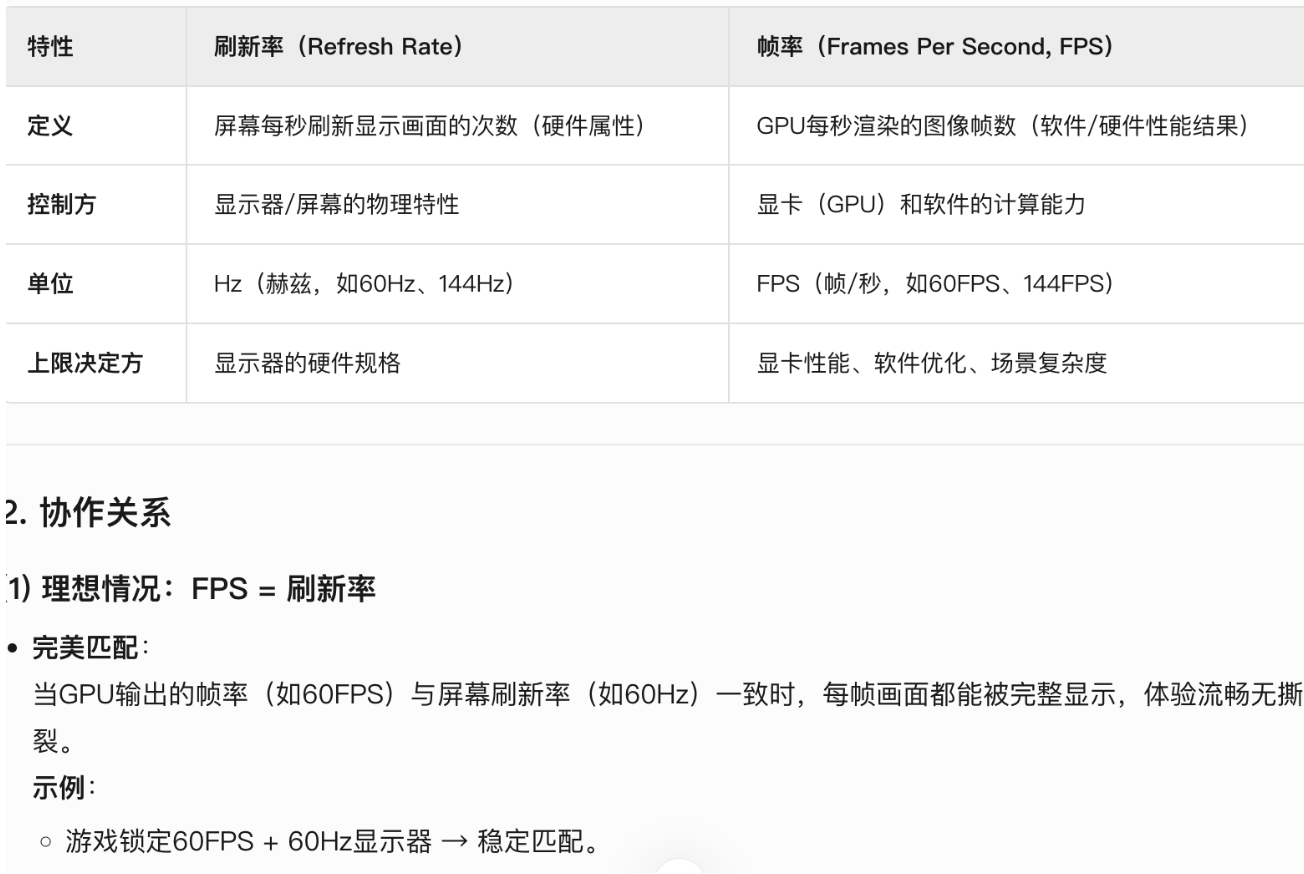 特性 刷新率（Refresh Rate） 帧率（Frames Per Second, FPS）
定义 屏幕每秒刷新显示画面的次数（硬件属性） GPU每秒渲染的图像帧数（软件/硬件性能结果）
控制方 显示器/屏幕的物理特性 显卡（GPU）和软件的计算能力
单位 Hz（赫兹，如60Hz、144Hz） FPS（帧/秒，如60FPS、144FPS）
上限决定方 显示器的硬件规格 显卡性能、软件优化、场景复杂度
2. 协作关系
(1) 理想情况：FPS = 刷新率
• 完美匹配：
当GPU输出的帧率（如60FPS）与屏幕刷新率（如60Hz）一致时，每帧画面都能被完整显示，体验流畅无撕
裂。
示例：
○ 游戏锁定60FPS + 60Hz显示器 → 稳定匹配。